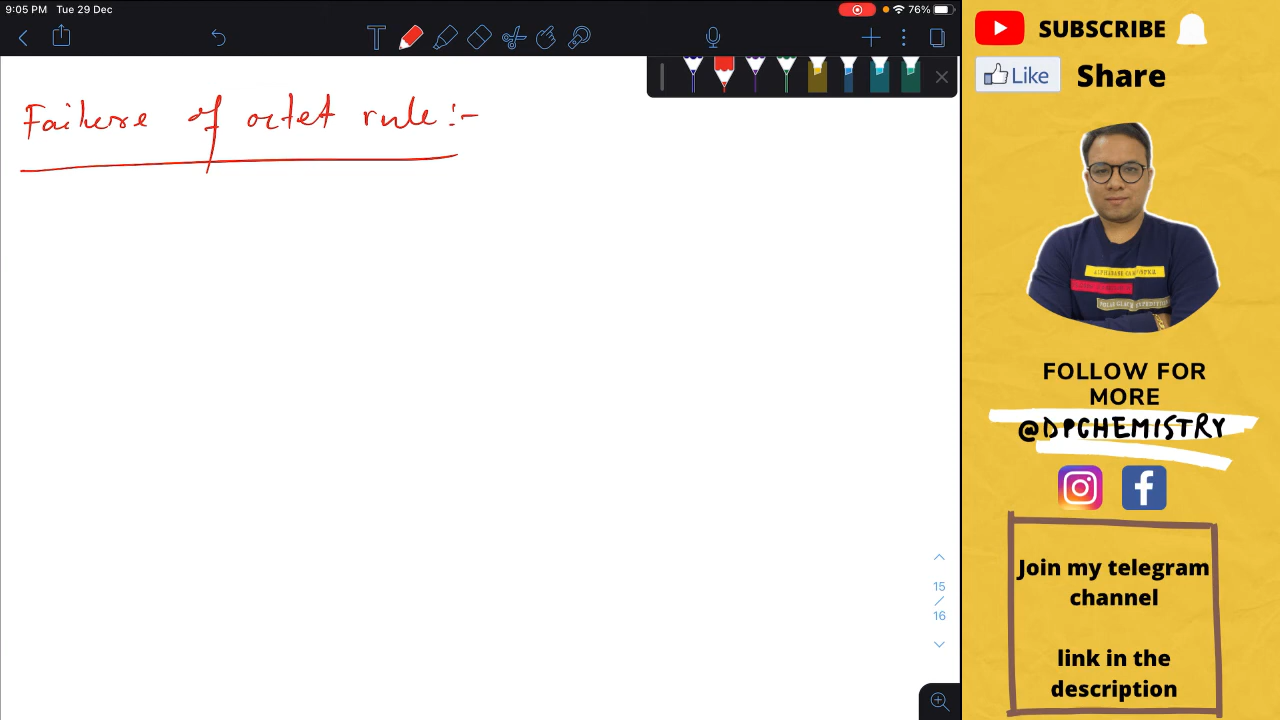 9:05 PM Tue 29 Dec
76%
Failure of octet rule:-
15
/
16
SUBSCRIBE
Like Share
FOLLOW FOR
MORE
@DPCHEMISTRY
Join my telegram
channel
link in the
description